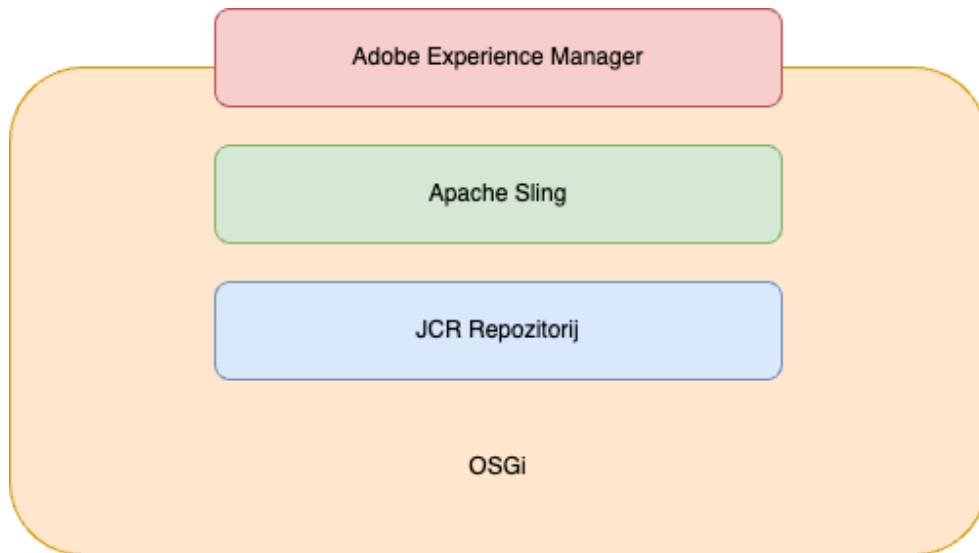 Adobe Experience Manager
Apache Sling
JCR Repozitorij
OSGi